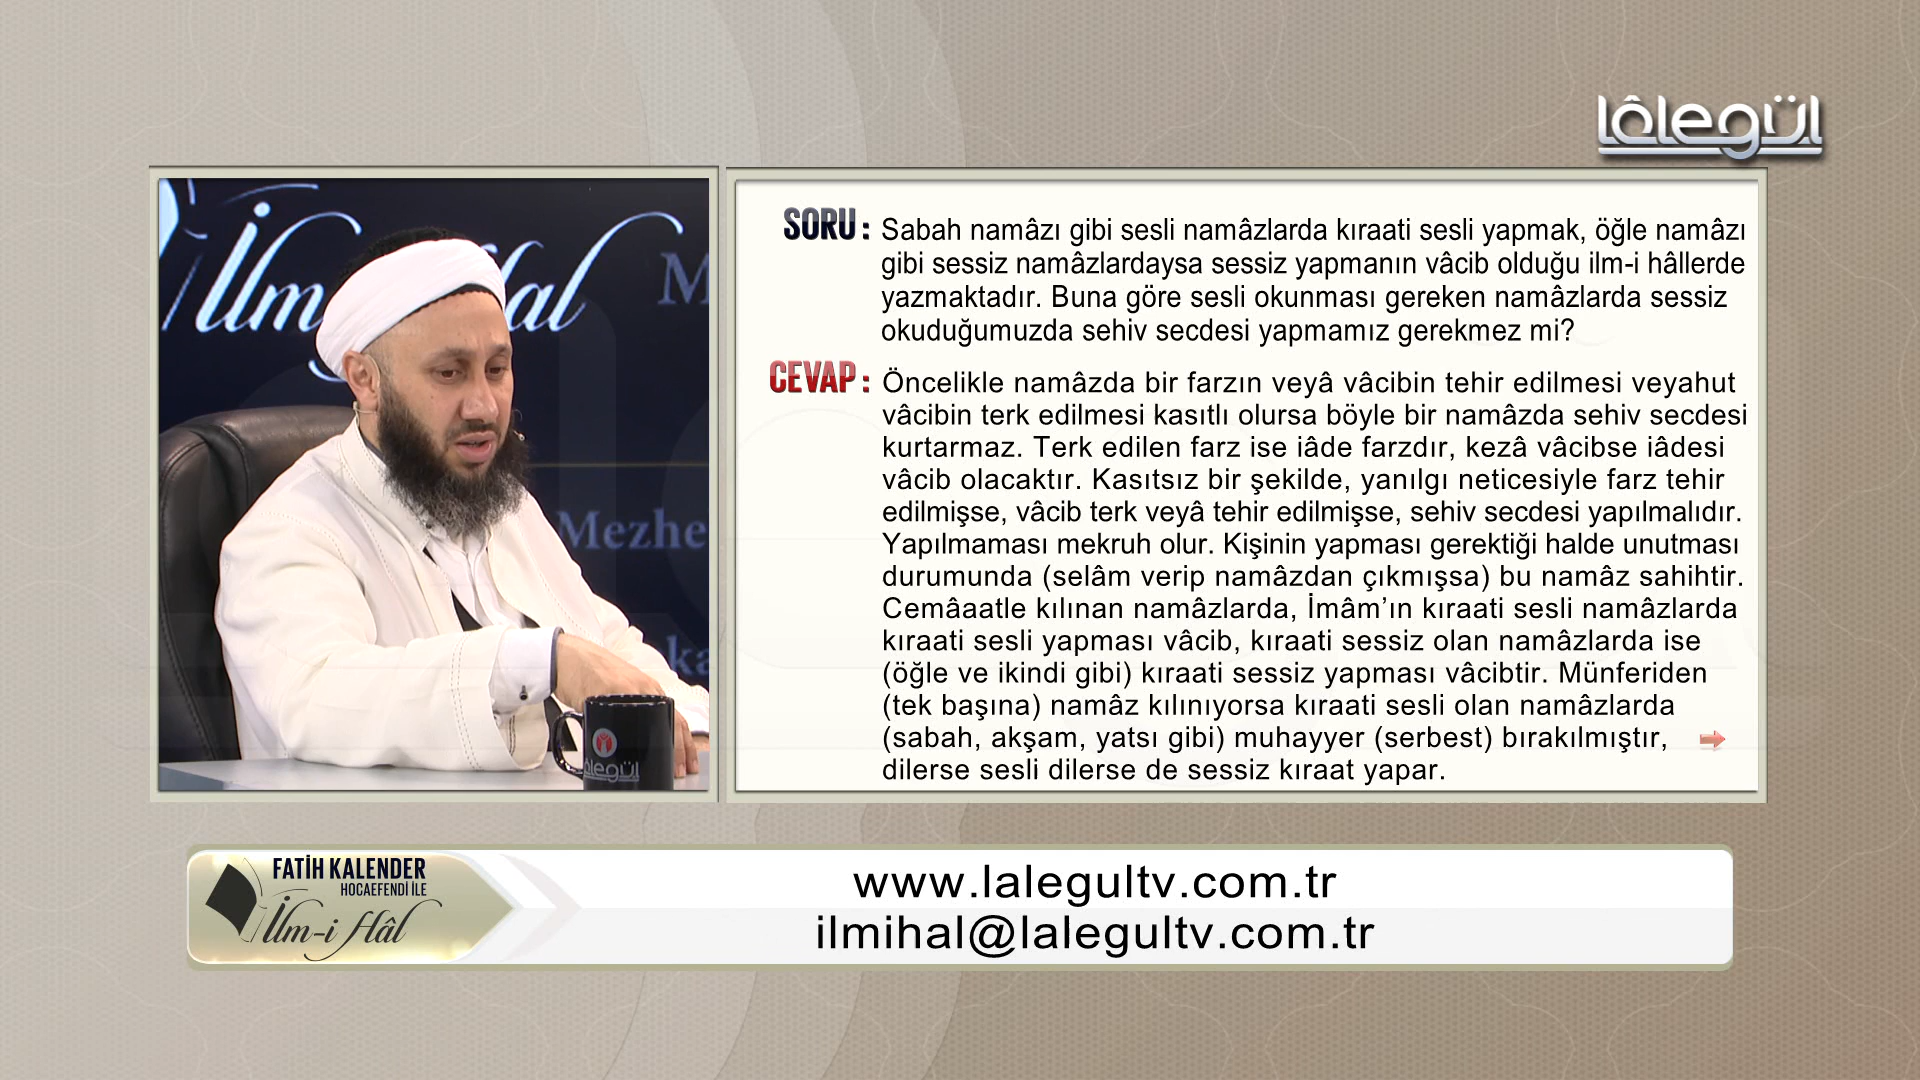 lâlegül
İlm-i Hal
M
Mezhe
ka
lâlegül
SORU : Sabah namâzı gibi sesli namâzlarda kıraati sesli yapmak, öğle namâzı
gibi sessiz namâzlardaysa sessiz yapmanın vâcib olduğu ilm-i hâllerde
yazmaktadır. Buna göre sesli okunması gereken namâzlarda sessiz
okuduğumuzda sehiv secdesi yapmamız gerekmez mi?
CEVAP : Öncelikle namâzda bir farzın veyâ vâcibin tehir edilmesi veyahut
vâcibin terk edilmesi kasıtlı olursa böyle bir namâzda sehiv secdesi
kurtarmaz. Terk edilen farz ise iâde farzdır, kezâ vâcibse iâdesi
vâcib olacaktır. Kasıtsız bir şekilde, yanılgı neticesiyle farz tehir
edilmişse, vâcib terk veyâ tehir edilmişse, sehiv secdesi yapılmalıdır.
Yapılmaması mekruh olur. Kişinin yapması gerektiği halde unutması
durumunda (selâm verip namâzdan çıkmışsa) bu namâz sahihtir.
Cemâaatle kılınan namâzlarda, İmâm’ın kıraati sesli namâzlarda
kıraati sesli yapması vâcib, kıraati sessiz olan namâzlarda ise
(öğle ve ikindi gibi) kıraati sessiz yapması vâcibtir. Münferiden
(tek başına) namâz kılınıyorsa kıraati sesli olan namâzlarda
(sabah, akşam, yatsı gibi) muhayyer (serbest) bırakılmıştır,
dilerse sesli dilerse de sessiz kıraat yapar.
FATİH KALENDER
HOCAEFENDİ İLE
İlm-i Hâl
www.lalegultv.com.tr
ilmihal@lalegultv.com.tr